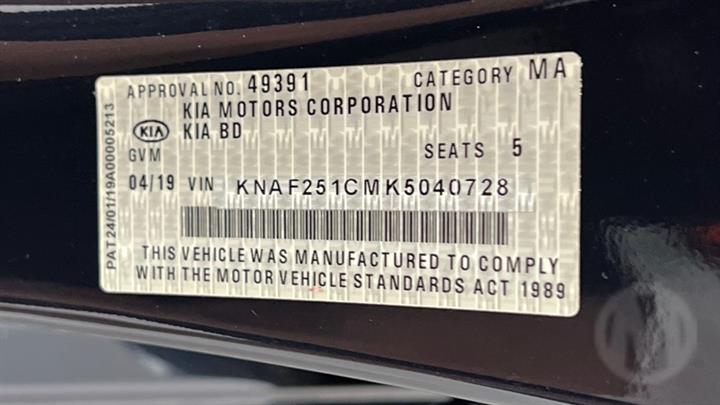 APPROVAL NO. 49391 CATEGORY MA
KIA MOTORS CORPORATION
KIA KIA BD
GVM SEATS 5
04/19 VIN KNAF251CMK5040728
THIS VEHICLE WAS MANUFACTURED TO COMPLY
WITH THE MOTOR VEHICLE STANDARDS ACT 1989
PAT24/01/19A00005213